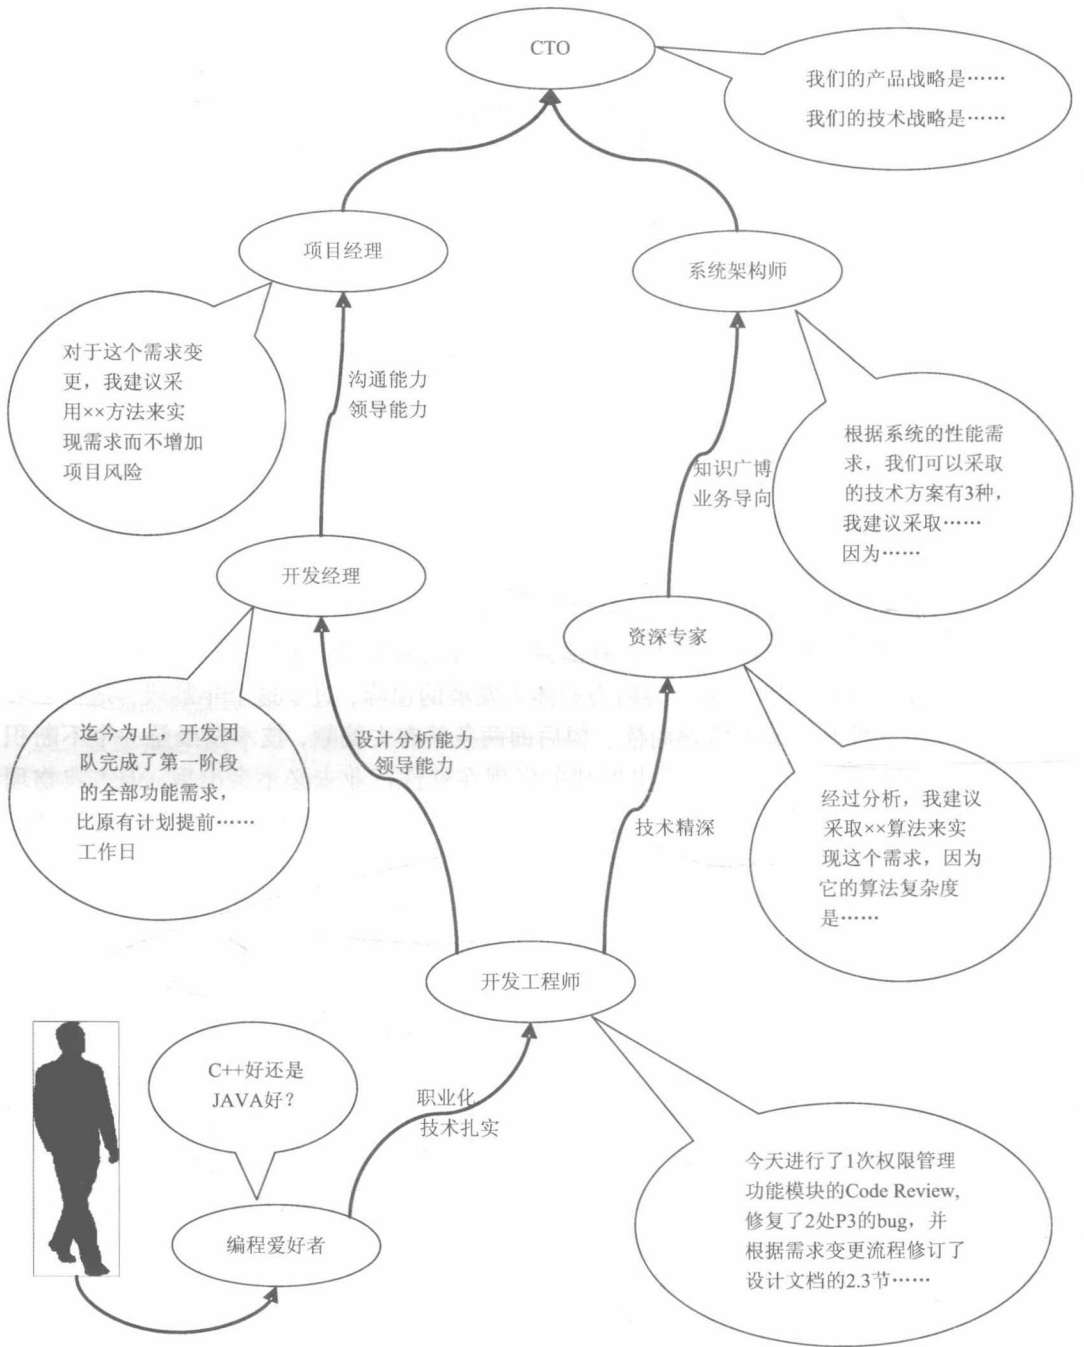 CTO
我们的产品战略是……
我们的技术战略是……
项目经理
系统架构师
对于这个需求变
更，我建议采
用××方法来实
现需求而不增加
项目风险
沟通能力
领导能力
根据系统的性能需
求，我们可以采取
的技术方案有3种，
我建议采取……
因为……
知识广博
业务导向
开发经理
资深专家
迄今为止，开发团
队完成了第一阶段
的全部功能需求，
比原有计划提前……
工作日
设计分析能力
领导能力
技术精深
经过分析，我建议
采取××算法来实
现这个需求，因为
它的算法复杂度
是……
开发工程师
C++好还是
JAVA好？
职业化
技术扎实
编程爱好者
今天进行了1次权限管理
功能模块的Code Review,
修复了2处P3的bug，并
根据需求变更流程修订了
设计文档的2.3节……